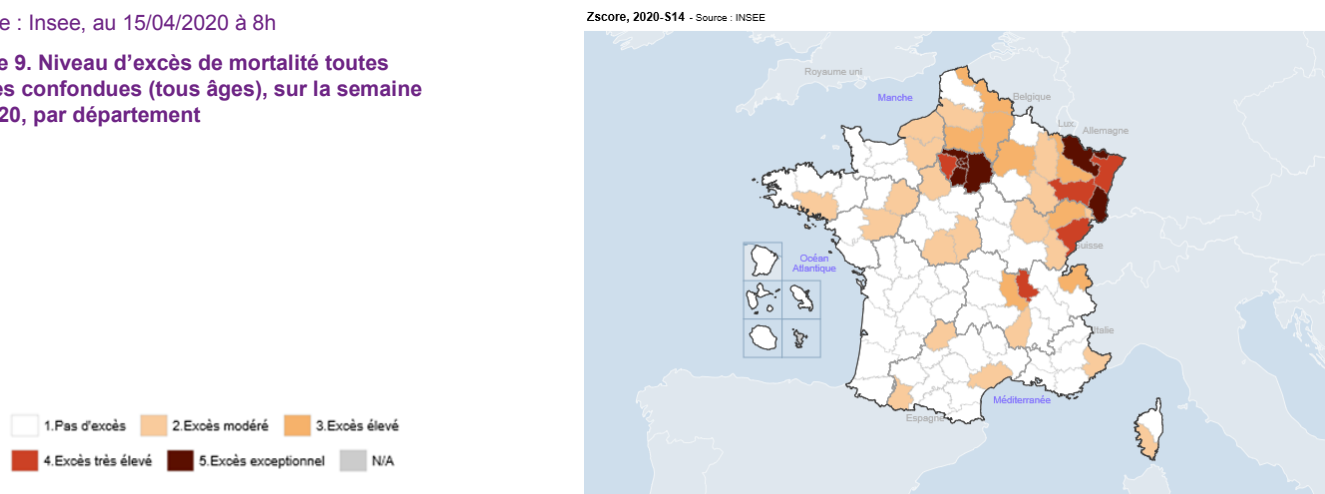 e : Insee, au 15/04/2020 à 8h
e 9. Niveau d'excès de mortalité toutes
es confondues (tous âges), sur la semaine
20, par département
Zscore, 2020-S14 - Source : INSEE
Royaume uni
Manche
Belgique
Lux.
Allemagne
Suisse
Océan
Atlantique
Italie
Méditerranée
Espagne
1.Pas d'excès 2.Excès modéré 3.Excès élevé
4.Excès très élevé 5.Excès exceptionnel N/A